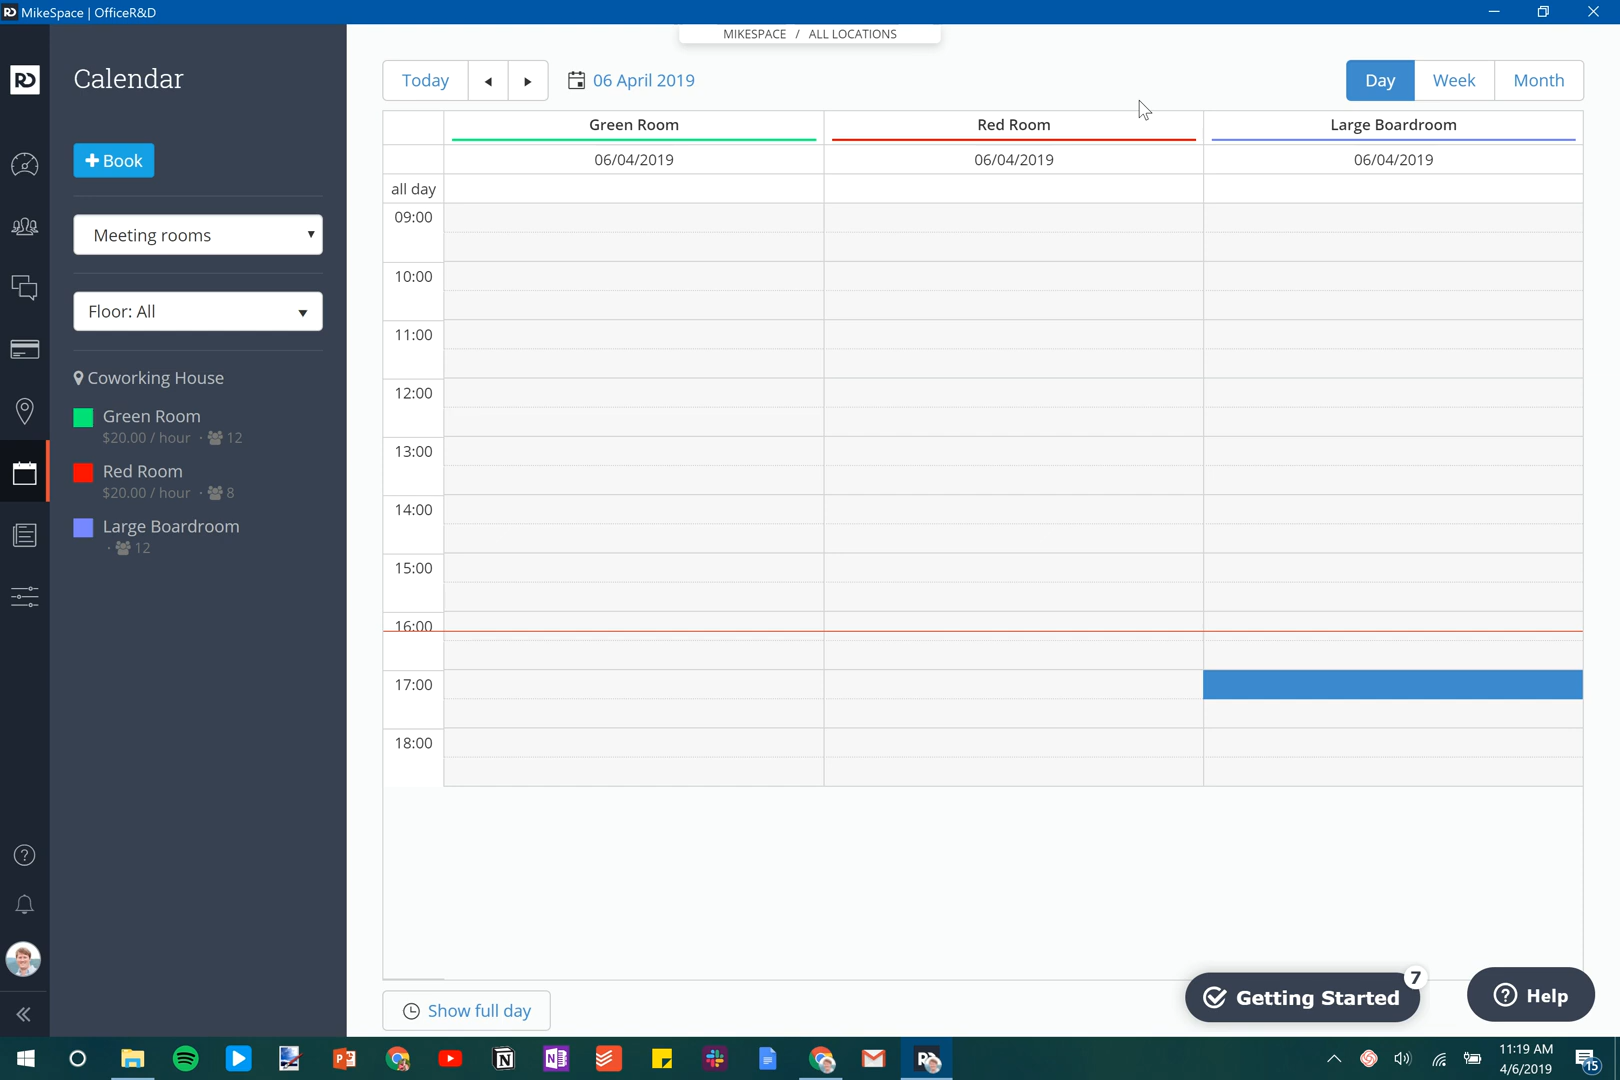 MikeSpace | OfficeR&D
MIKESPACE / ALL LOCATIONS
RD
Calendar
+ Book
Meeting rooms
Floor: All
Coworking House
Green Room
$20.00 / hour · 12
Red Room
$20.00 / hour · 8
Large Boardroom
· 12
Today
06 April 2019
Day Week Month
Green Room Red Room Large Boardroom
06/04/2019 06/04/2019 06/04/2019
all day
09:00
10:00
11:00
12:00
13:00
14:00
15:00
16:00
17:00
18:00
Show full day
Getting Started 7
Help
11:19 AM
4/6/2019
15